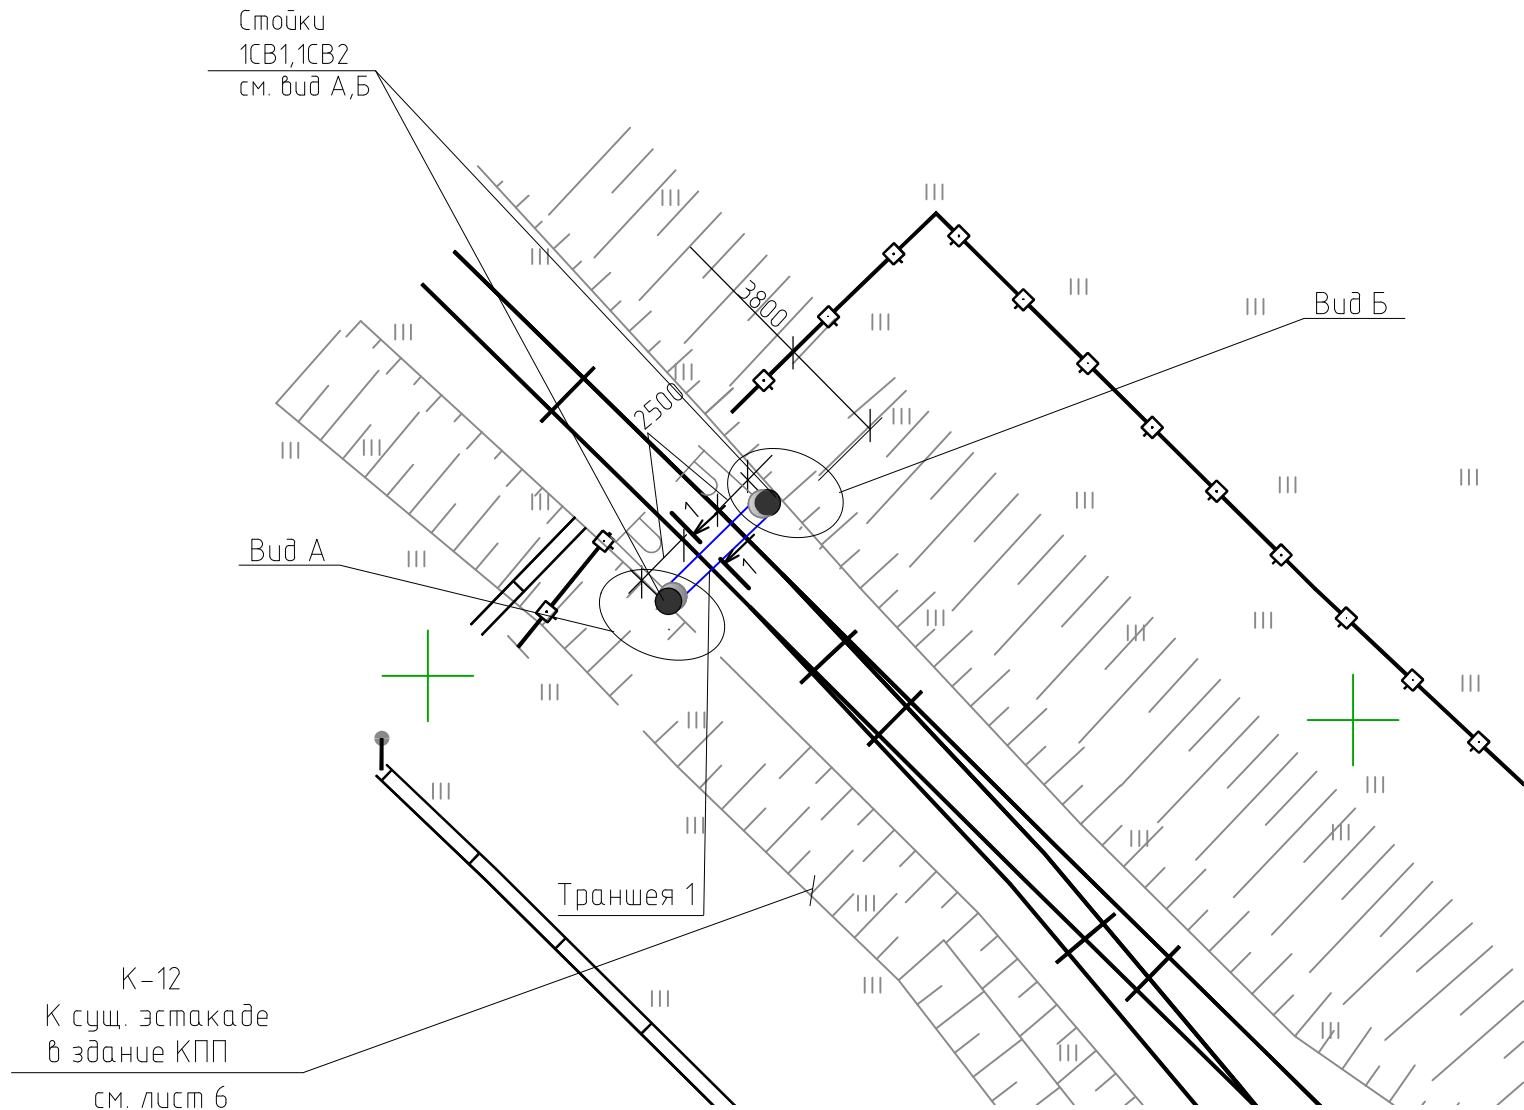 Стойки
1СВ1,1СВ2
см. вид А,Б
3800
Вид Б
2500
1
1
Вид А
Траншея 1
К-12
К сущ. эстакаде
в здание КПП
см. лист 6